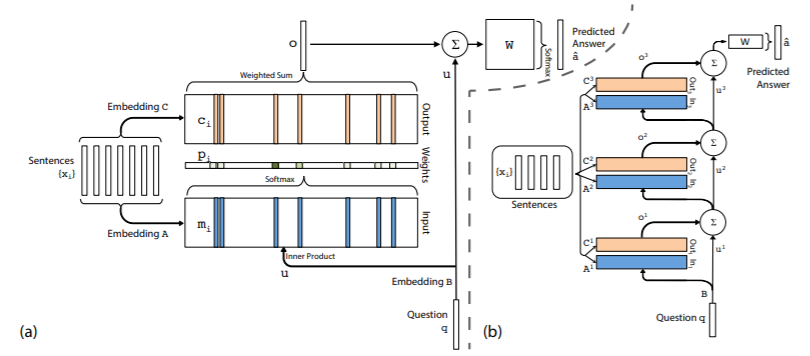 o
Σ
u
W
Softmax
Predicted
Answer
â
Weighted Sum
Embedding C
c_i
Output
Sentences
{x_i}
p_i
Weights
Softmax
m_i
Input
Embedding A
Inner Product
u
Embedding B
Question
q
(a)
Σ
W
â
Predicted
Answer
o³
u³
C³
A³
Out₃
In₃
Σ
o²
u²
{x_i}
Sentences
C²
A²
Out₂
In₂
Σ
o¹
u¹
C¹
A¹
Out₁
In₁
B
Question q
(b)